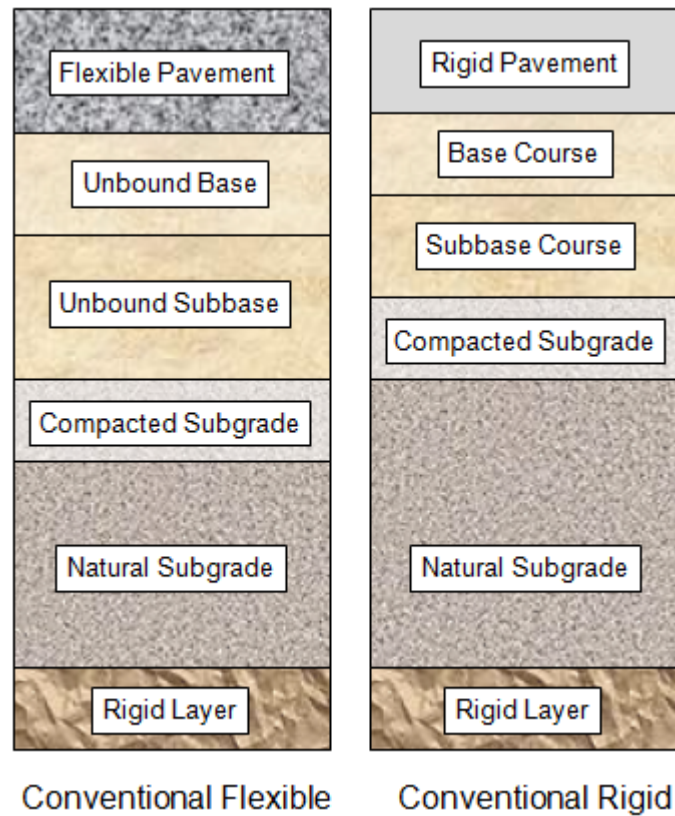 Flexible Pavement
Unbound Base
Unbound Subbase
Compacted Subgrade
Natural Subgrade
Rigid Layer
Conventional Flexible
Rigid Pavement
Base Course
Subbase Course
Compacted Subgrade
Natural Subgrade
Rigid Layer
Conventional Rigid